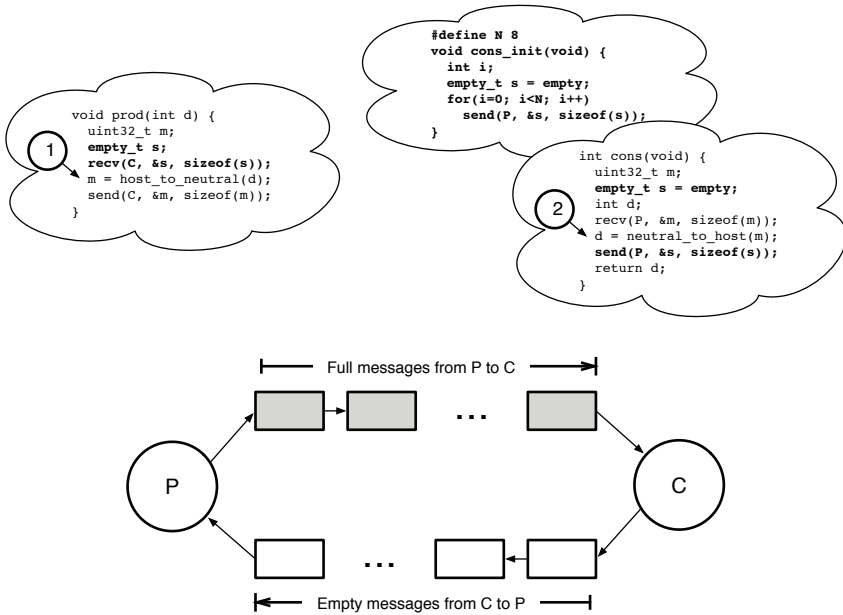 #define N 8
void cons_init(void) {
int i;
empty_t s = empty;
for(i=0; i<N; i++)
send(P, &s, sizeof(s));
}
void prod(int d) {
uint32_t m;
empty_t s;
recv(C, &s, sizeof(s));
m = host_to_neutral(d);
send(C, &m, sizeof(m));
}
1
int cons(void) {
uint32_t m;
empty_t s = empty;
int d;
recv(P, &m, sizeof(m));
d = neutral_to_host(m);
send(P, &s, sizeof(s));
return d;
}
2
Full messages from P to C
...
P
C
...
Empty messages from C to P